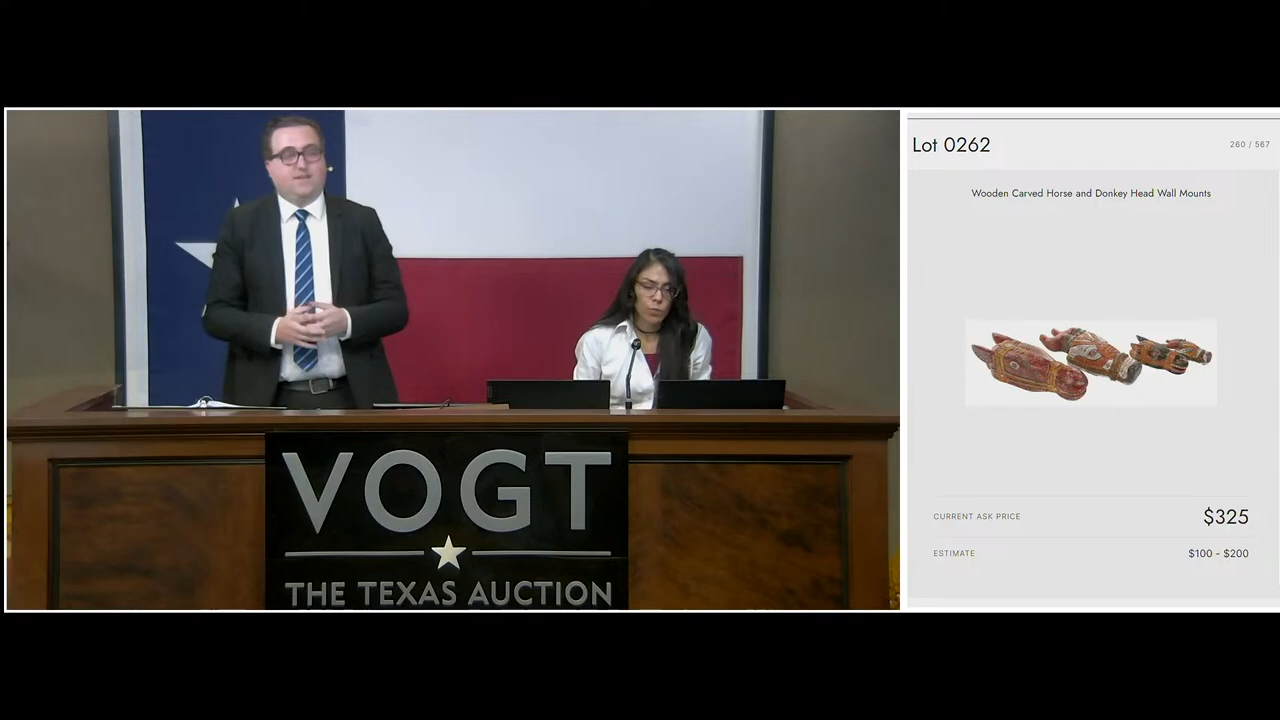 VOGT
THE TEXAS AUCTION
Lot 0262
260 / 567
Wooden Carved Horse and Donkey Head Wall Mounts
CURRENT ASK PRICE
$325
ESTIMATE
$100 - $200